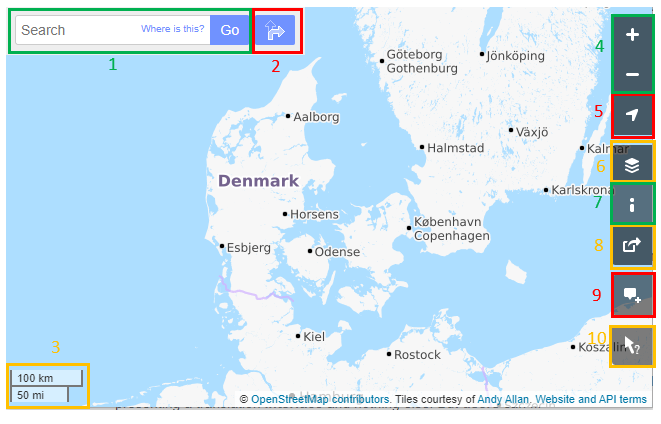 Search Where is this? Go
1
2
3
100 km
50 mi
4
5
6
7
8
9
10
Göteborg
Gothenburg
Jönköping
Aalborg
Växjö
Halmstad
Kalmar
Denmark
Karlskrona
Horsens
København
Copenhagen
Esbjerg
Odense
Kiel
Rostock
Koszalin
© OpenStreetMap contributors. Tiles courtesy of Andy Allan. Website and API terms